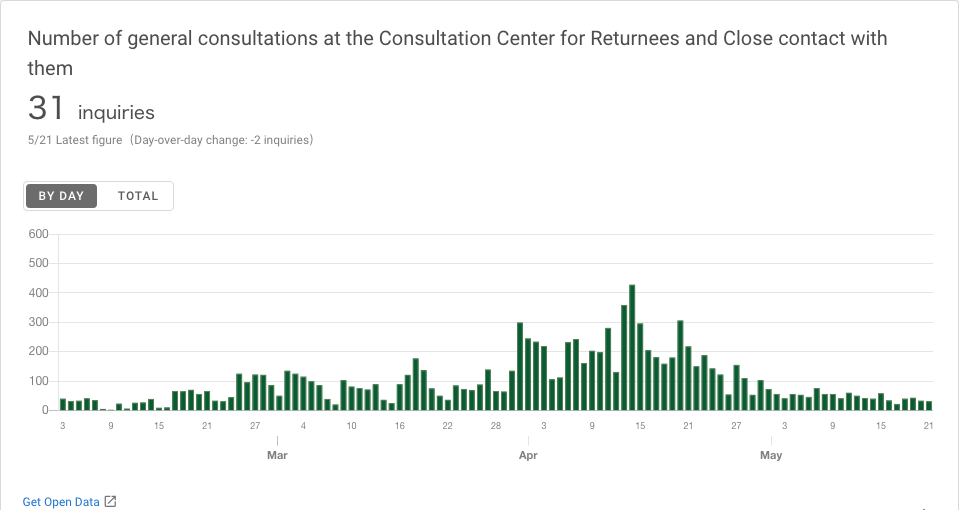 Number of general consultations at the Consultation Center for Returnees and Close contact with
them
31 inquiries
5/21 Latest figure（Day-over-day change: -2 inquiries）
BY DAY TOTAL
600
500
400
300
200
100
0
3 9 15 21 27 4 10 16 22 28 3 9 15 21 27 3 9 15 21
Mar Apr May
Get Open Data